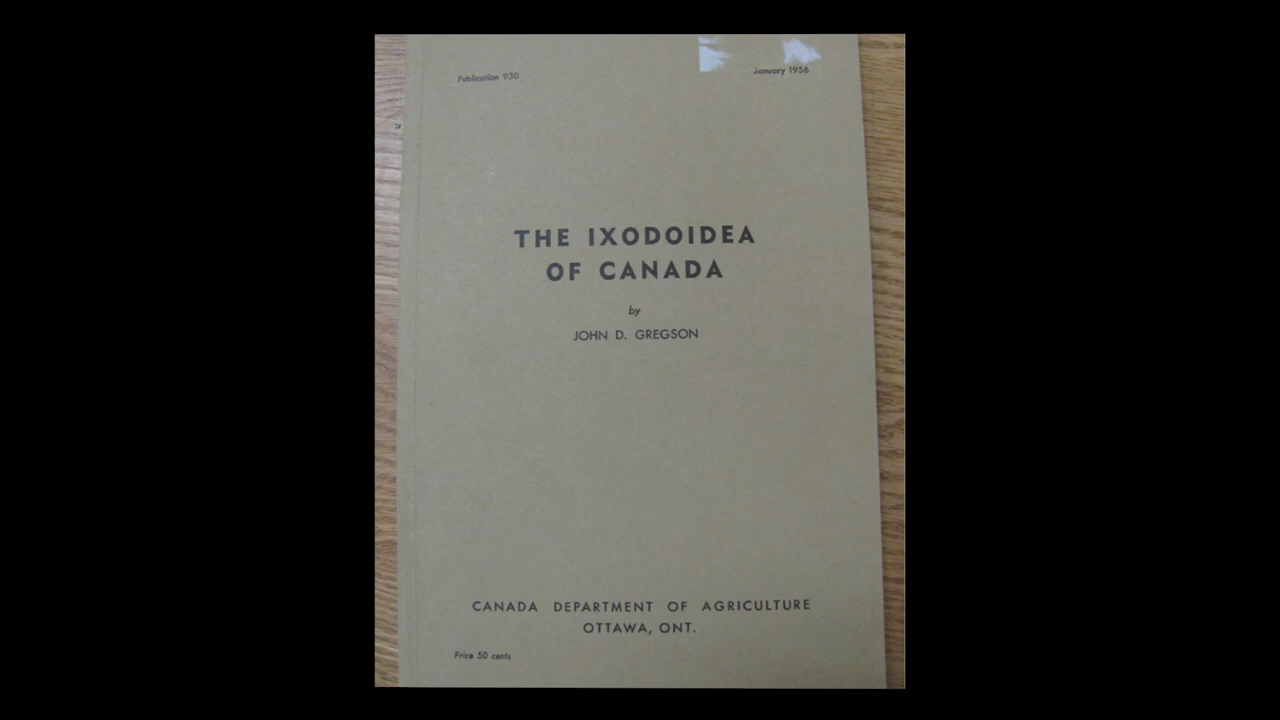 Publication 930
January 1956
THE IXODOIDEA
OF CANADA
by
JOHN D. GREGSON
CANADA DEPARTMENT OF AGRICULTURE
OTTAWA, ONT.
Price 50 cents